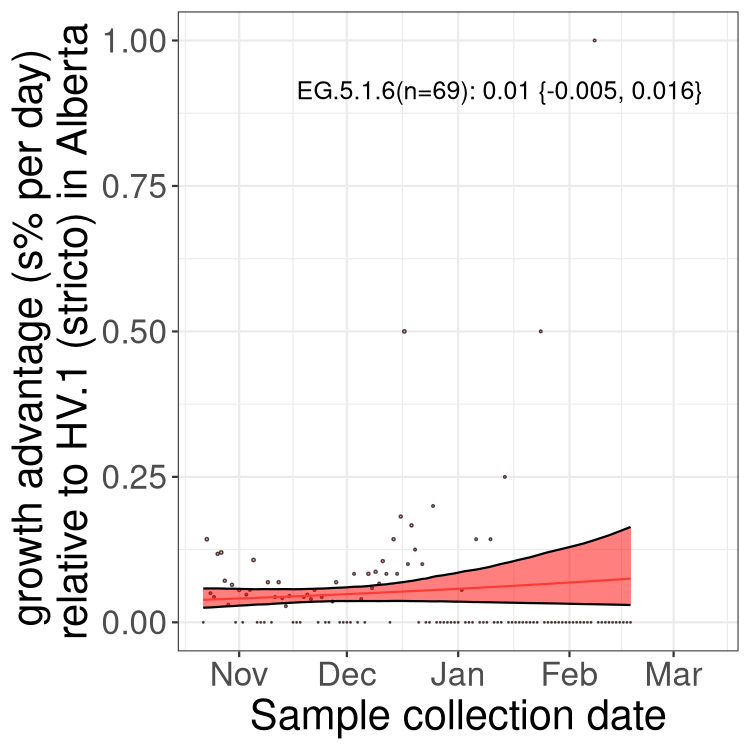 growth advantage (s% per day)
relative to HV.1 (stricto) in Alberta
1.00
0.75
0.50
0.25
0.00
EG.5.1.6(n=69): 0.01 {-0.005, 0.016}
Nov Dec Jan Feb Mar
Sample collection date